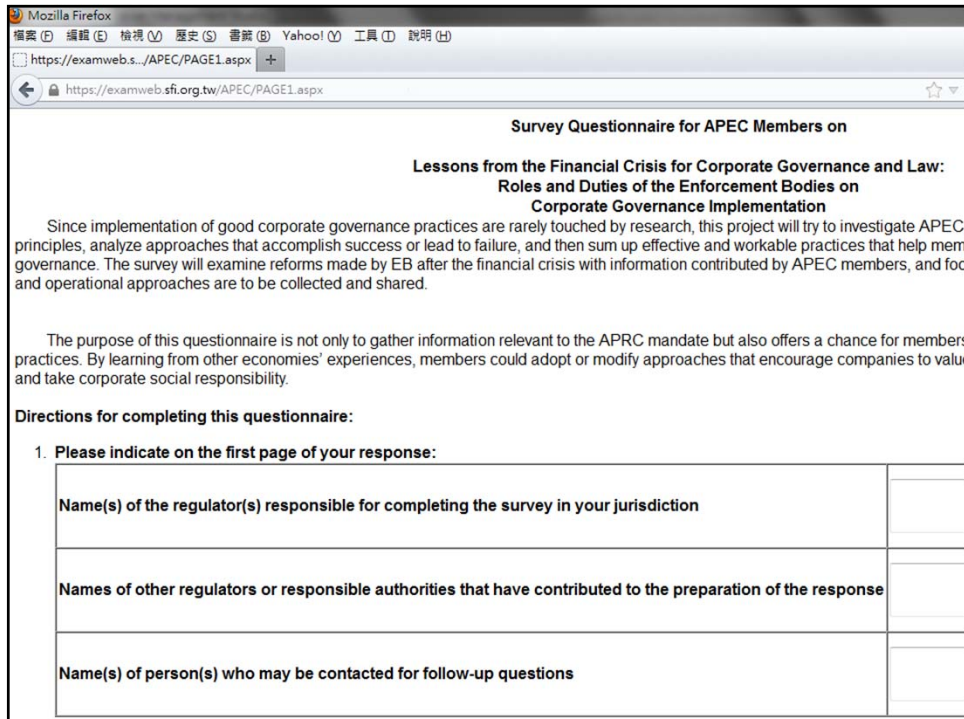 Mozilla Firefox
檔案(F) 編輯(E) 檢視(V) 歷史(S) 書籤(B) Yahoo!(Y) 工具(T) 說明(H)
https://examweb.s.../APEC/PAGE1.aspx +
https://examweb.sfi.org.tw/APEC/PAGE1.aspx
Survey Questionnaire for APEC Members on
Lessons from the Financial Crisis for Corporate Governance and Law:
Roles and Duties of the Enforcement Bodies on
Corporate Governance Implementation
Since implementation of good corporate governance practices are rarely touched by research, this project will try to investigate APEC
principles, analyze approaches that accomplish success or lead to failure, and then sum up effective and workable practices that help mem
governance. The survey will examine reforms made by EB after the financial crisis with information contributed by APEC members, and foc
and operational approaches are to be collected and shared.
The purpose of this questionnaire is not only to gather information relevant to the APRC mandate but also offers a chance for members
practices. By learning from other economies' experiences, members could adopt or modify approaches that encourage companies to valu
and take corporate social responsibility.
Directions for completing this questionnaire:
1. Please indicate on the first page of your response:
Name(s) of the regulator(s) responsible for completing the survey in your jurisdiction
Names of other regulators or responsible authorities that have contributed to the preparation of the response
Name(s) of person(s) who may be contacted for follow-up questions